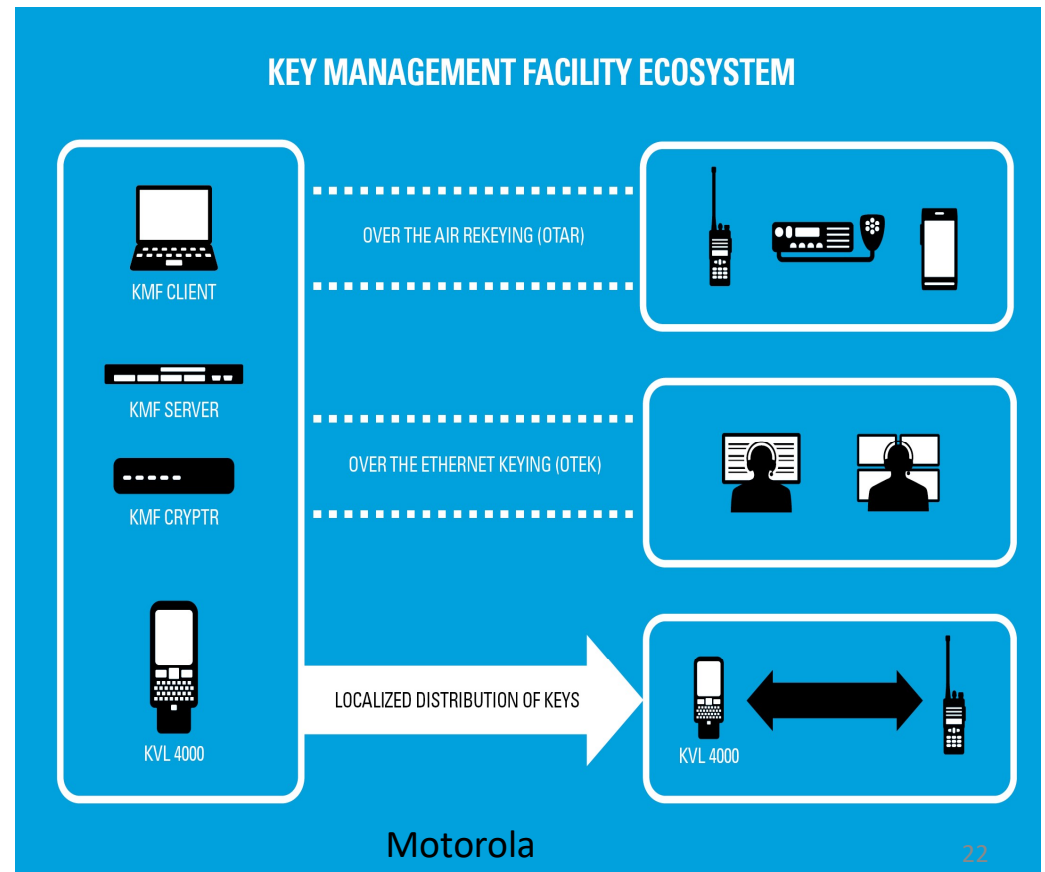 KEY MANAGEMENT FACILITY ECOSYSTEM
KMF CLIENT
KMF SERVER
KMF CRYPTR
KVL 4000
OVER THE AIR REKEYING (OTAR)
OVER THE ETHERNET KEYING (OTEK)
LOCALIZED DISTRIBUTION OF KEYS
KVL 4000
Motorola
22